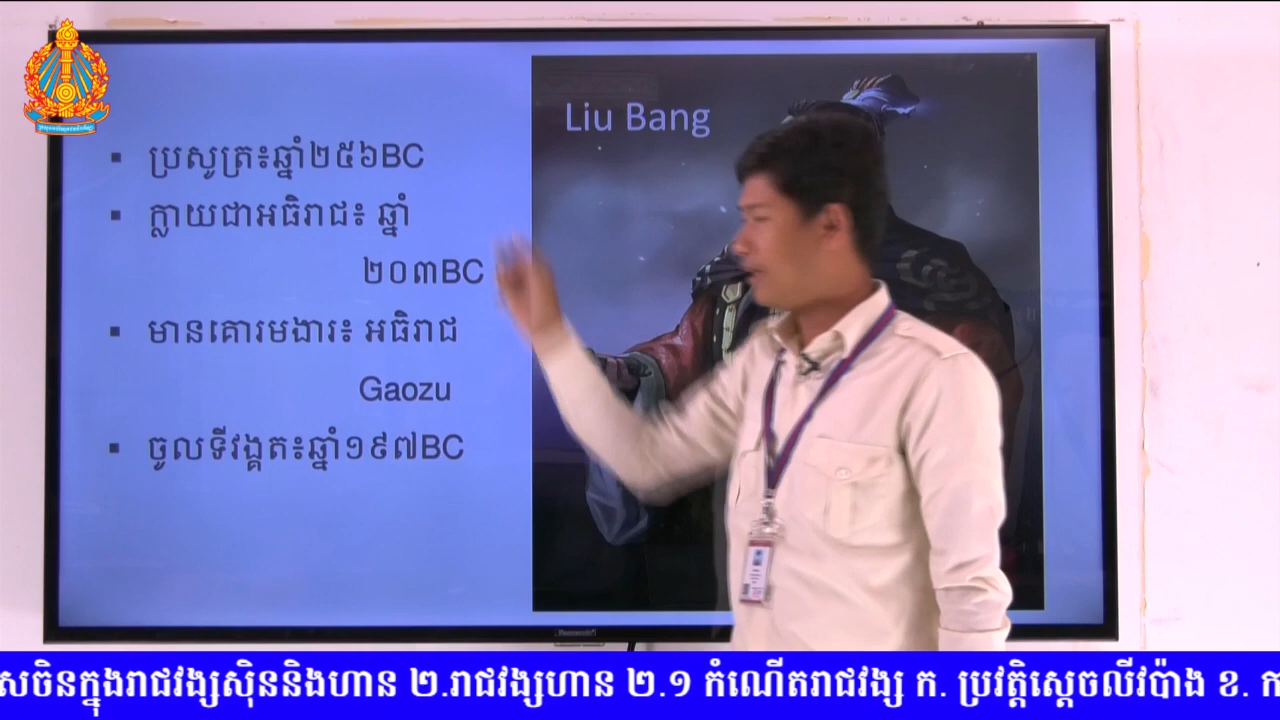 Liu Bang
▪ ប្រសូត្រ៖ឆ្នាំ២៥៦BC
▪ ក្លាយជាអធិរាជ៖ ឆ្នាំ
២០៣BC
▪ មានគោរមងារ៖ អធិរាជ
Gaozu
▪ ចូលទីវង្គត៖ឆ្នាំ១៩៧BC
Panasonic
សចិនក្នុងរាជវង្សស៊ិននិងហាន ២.រាជវង្សហាន ២.១ កំណើតរាជវង្ស ក. ប្រវត្តិស្តេចលីវប៉ាង ខ. ក